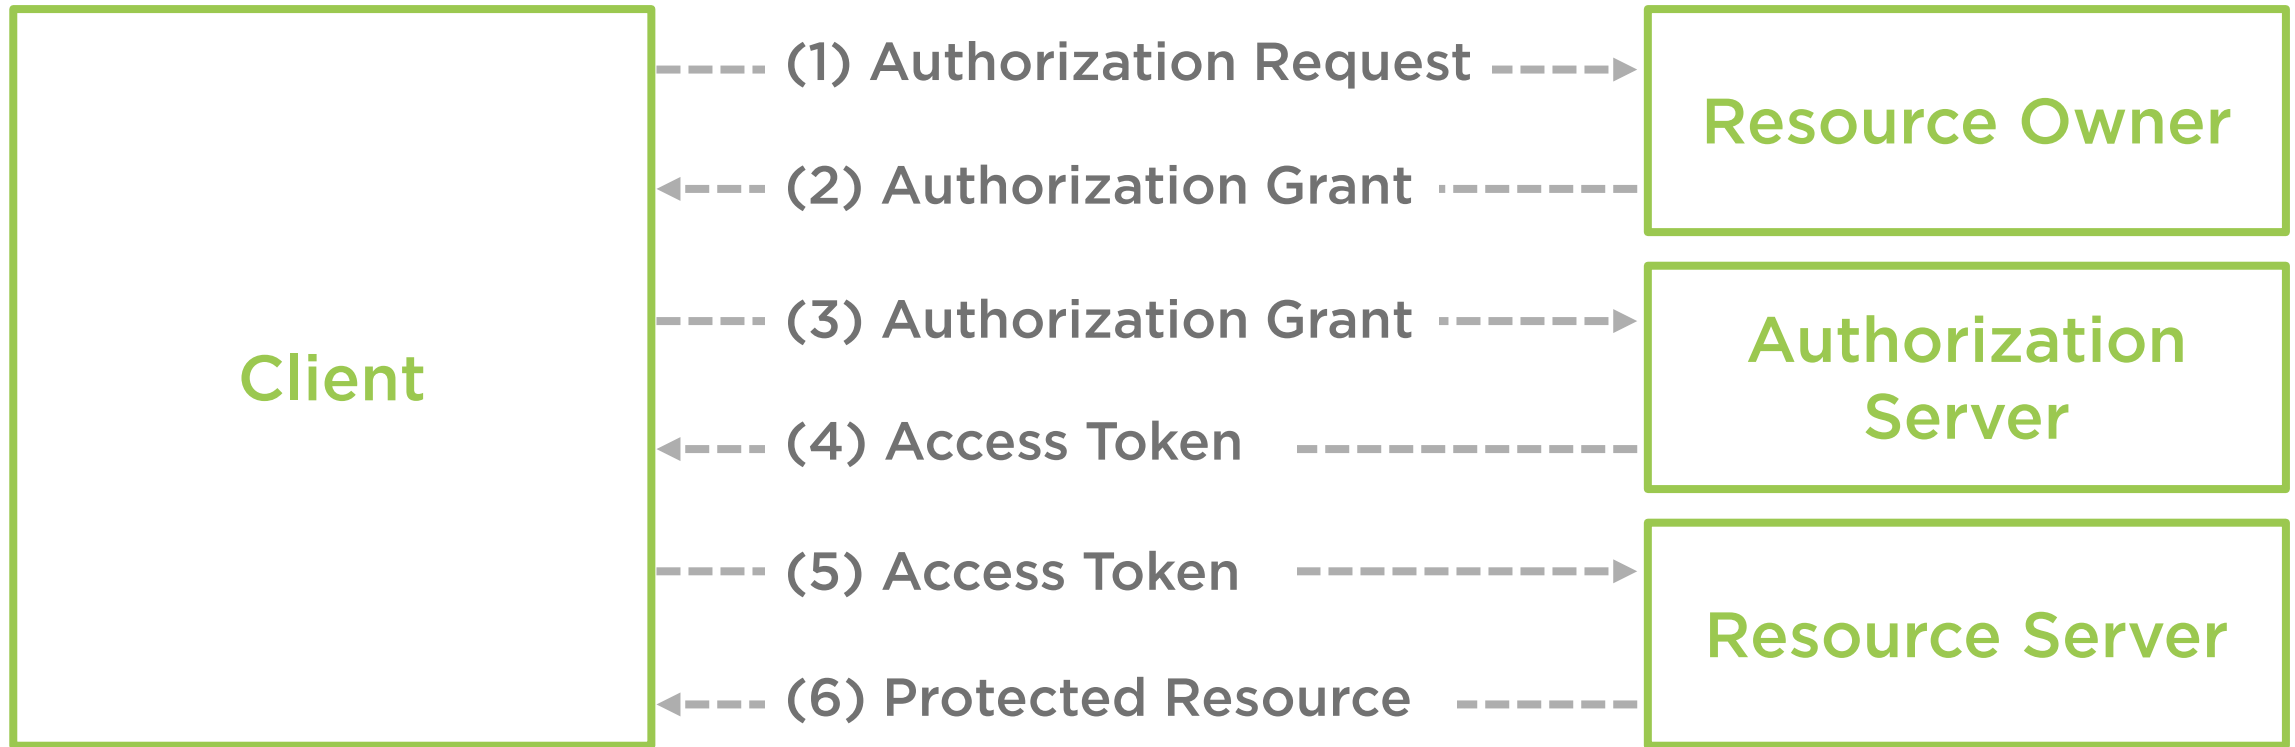 Client
(1) Authorization Request
(2) Authorization Grant
Resource Owner
(3) Authorization Grant
(4) Access Token
Authorization
Server
(5) Access Token
(6) Protected Resource
Resource Server